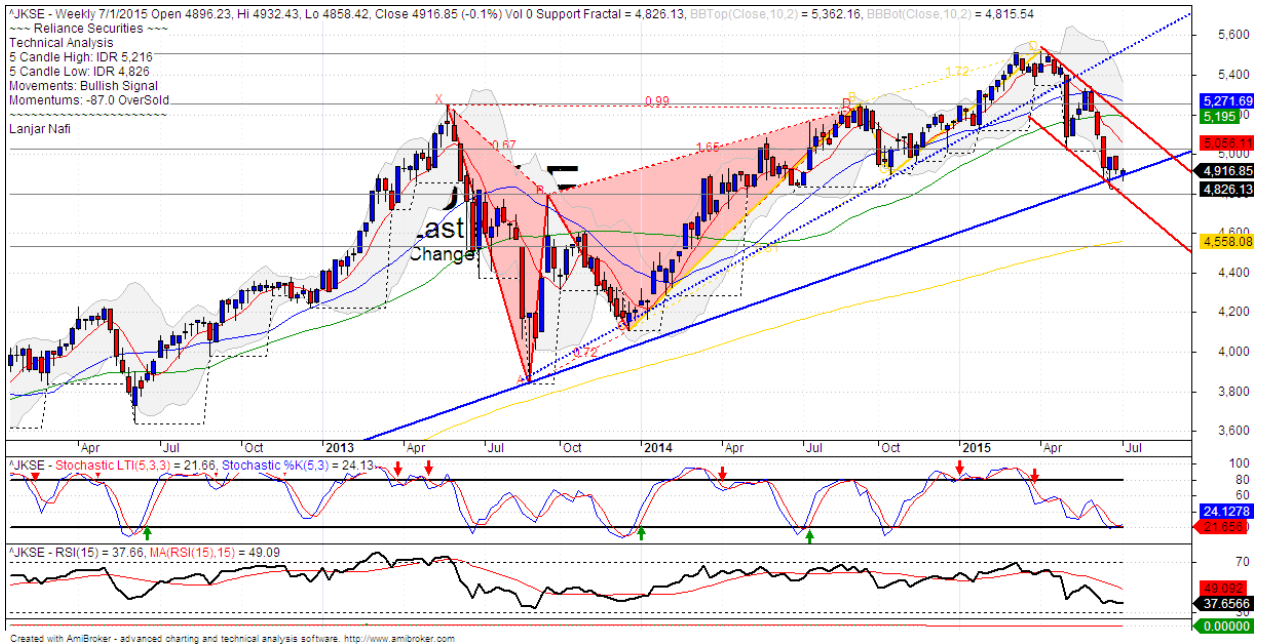 ^JKSE - Weekly 7/1/2015 Open 4896.23, Hi 4932.43, Lo 4858.42, Close 4916.85 (-0.1%) Vol 0 Support Fractal = 4,826.13, BBTop(Close,10,2) = 5,362.16, BBBot(Close,10,2) = 4,815.54
~~~ Reliance Securities ~~~
Technical Analysis
5 Candle High: IDR 5,216
5 Candle Low: IDR 4,826
Movements: Bullish Signal
Momentums: -87.0 OverSold
~~~~~~~~~~~~~~~~~~~~~
Lanjar Nafi
5,600
5,400
5,271.69
5,195
5,056.11
5,000
4,916.85
4,826.13
4,600
4,558.08
4,400
4,200
4,000
3,800
3,600
X
0.99
D
B
1.72
0.67
B
1.65
0.72
Last
Change
Apr Jul Oct 2013 Apr Jul Oct 2014 Apr Jul Oct 2015 Apr Jul
^JKSE - Stochastic LTI(5,3,3) = 21.66, Stochastic %K(5,3) = 24.13
100
80
60
24.1278
21.656
^JKSE - RSI(15) = 37.66, MA(RSI(15),15) = 49.09
70
49.092
37.6566
30
0.00000
Created with AmiBroker - advanced charting and technical analysis software. http://www.amibroker.com